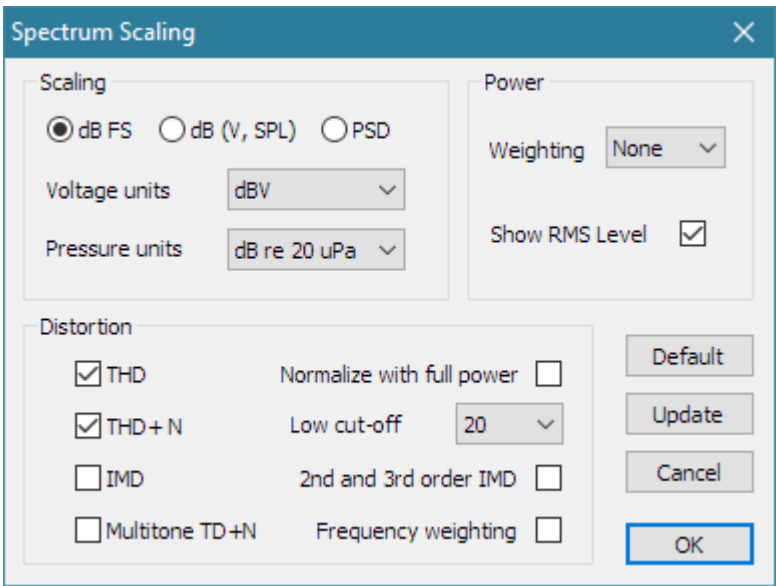 Spectrum Scaling
Scaling
dB FS dB (V, SPL) PSD
Voltage units dBV
Pressure units dB re 20 uPa
Power
Weighting None
Show RMS Level
Distortion
THD Normalize with full power
THD+N Low cut-off 20
IMD 2nd and 3rd order IMD
Multitone TD+N Frequency weighting
Default
Update
Cancel
OK